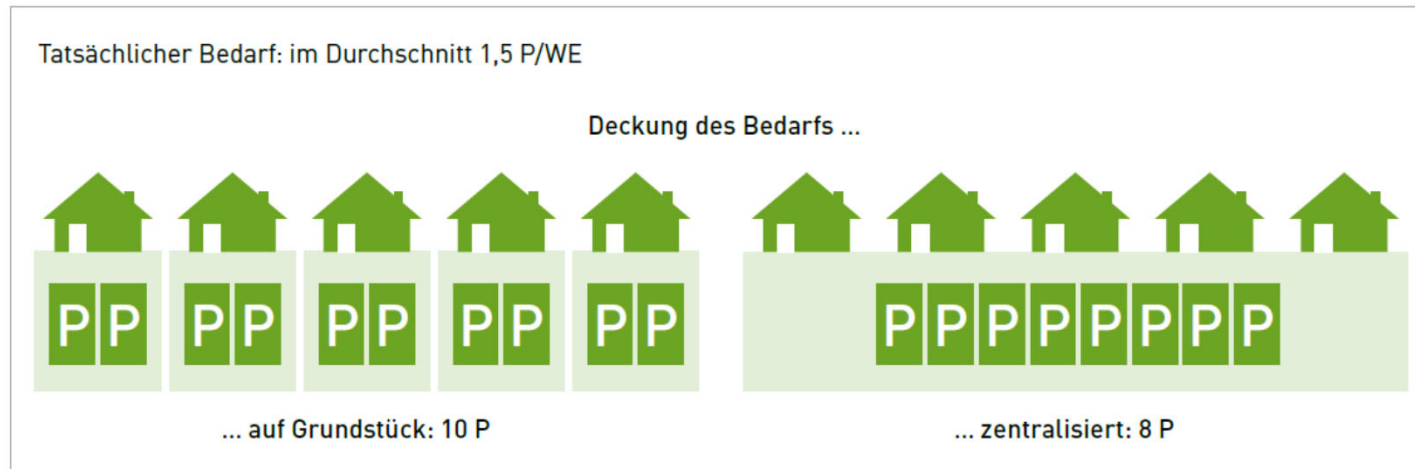 Tatsächlicher Bedarf: im Durchschnitt 1,5 P/WE
Deckung des Bedarfs ...
P P P P P P P P P P
P P P P P P P P
... auf Grundstück: 10 P
... zentralisiert: 8 P